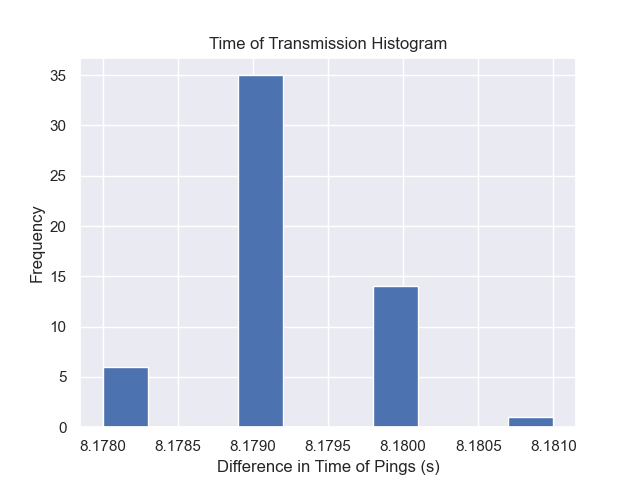 Time of Transmission Histogram
35
30
25
20
15
10
5
0
Frequency
8.1780 8.1785 8.1790 8.1795 8.1800 8.1805 8.1810
Difference in Time of Pings (s)